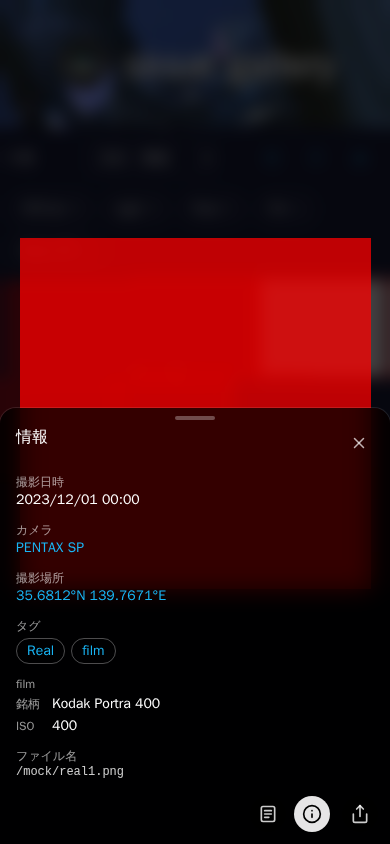 情報
撮影日時
2023/12/01 00:00
カメラ
PENTAX SP
撮影場所
35.6812°N 139.7671°E
タグ
Real film
film
銘柄 Kodak Portra 400
ISO 400
ファイル名
/mock/real1.png